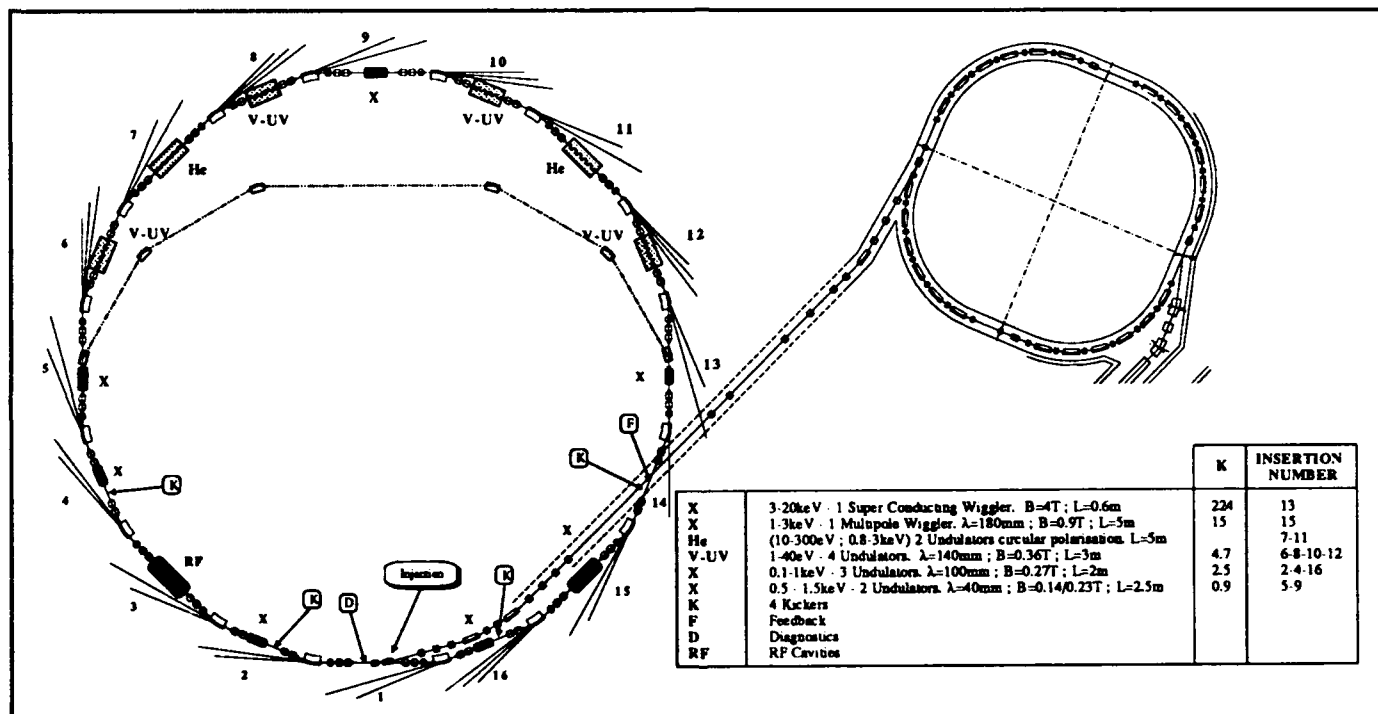 9
8
10
X
V-UV
V-UV
7
11
He
He
6
V-UV
V-UV
12
5
X
X
13
F
K
X
K
4
14
X
RF
Injection
K
15
3
X
K
D
X
2
16
1
K INSERTION NUMBER
X 3-20keV - 1 Super Conducting Wiggler. B=4T ; L=0.6m 224 13
X 1-3keV - 1 Multipole Wiggler. λ=180mm ; B=0.9T ; L=5m 15 15
He (10-300eV ; 0.8-3keV) 2 Undulators circular polarisation. L=5m 7-11
V-UV 1-40eV - 4 Undulators. λ=140mm ; B=0.36T ; L=3m 4.7 6-8-10-12
X 0.1-1keV - 3 Undulators. λ=100mm ; B=0.27T ; L=2m 2.5 2-4-16
X 0.5 - 1.5keV - 2 Undulators. λ=40mm ; B=0.14/0.23T ; L=2.5m 0.9 5-9
K 4 Kickers
F Feedback
D Diagnostics
RF RF Cavities